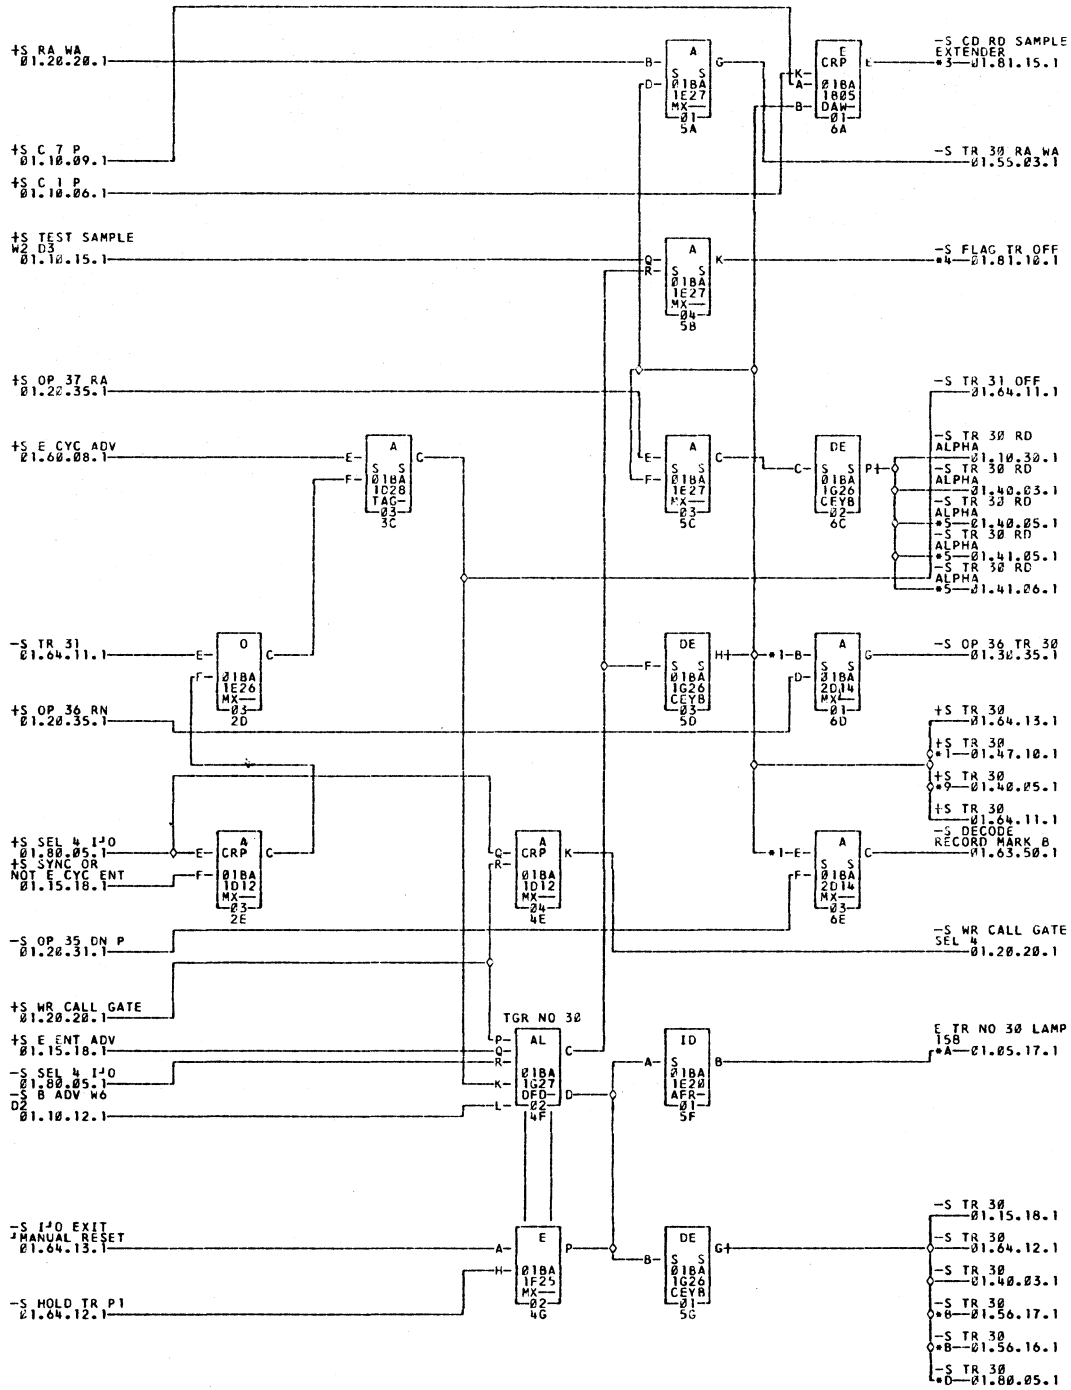 +S RA WA
01.20.20.1
+S C 7 P
01.10.09.1
+S C 1 P
01.10.06.1
+S TEST SAMPLE
W2 D3
01.10.15.1
+S OP 37 RA
01.20.35.1
+S E CYC ADV
01.60.08.1
-S TR 31
01.64.11.1
+S OP 36 RN
01.20.35.1
+S SEL 4 I-O
01.80.05.1
+S SYNC OR
NOT E CYC ENT
01.15.18.1
-S OP 35 DN P
01.20.31.1
+S WR CALL GATE
01.20.20.1
+S E ENT ADV
01.15.18.1
-S SEL 4 I-O
01.80.05.1
-S B ADV W6
D2
01.10.12.1
-S I-O EXIT
MANUAL RESET
01.64.13.1
-S HOLD TR P1
01.64.12.1
O
E C
F
01BA
1E26
MX
03
2D
A
E CRP C
F
01BA
1D12
MX
03
2E
A
E C
F S S
01BA
1D28
TAG
03
3C
A
Q CRP K
R
01BA
1D12
MX
04
4E
TGR NO 30
P AL
Q C
R
01BA
K 1G27
DFD D
L 02
4F
E
A P
H 01BA
1F25
MX
02
4G
A
B G
D S S
01BA
1E27
MX
01
5A
A
Q K
R S S
01BA
1E27
MX
04
5B
A
E C
F S S
01BA
1E27
MX
03
5C
DE
F H+
S S
01BA
1G26
CEYB
03
5D
ID
A S B
01BA
1E20
AFR
01
5F
DE
B G+
S S
01BA
1G26
CEYB
01
5G
E
K CRP E
A
01BA
1B05
B DAW
01
6A
DE
C S S P+
01BA
1G26
CEYB
02
6C
A
*1 B S S G
D 01BA
2D14
MX
01
6D
A
*1 E C
F S S
01BA
2D14
MX
03
6E
-S CD RD SAMPLE
EXTENDER
*3 01.81.15.1
-S TR 30 RA WA
01.55.03.1
-S FLAG TR OFF
*4 01.81.10.1
-S TR 31 OFF
01.64.11.1
-S TR 30 RD
ALPHA
01.10.30.1
-S TR 30 RD
ALPHA
01.40.03.1
-S TR 30 RD
ALPHA
*5 01.40.05.1
-S TR 30 RD
ALPHA
*5 01.41.05.1
-S TR 30 RD
ALPHA
*5 01.41.06.1
-S OP 36 TR 30
01.30.35.1
+S TR 30
01.64.13.1
+S TR 30
*1 01.47.10.1
+S TR 30
*9 01.40.05.1
+S TR 30
01.64.11.1
-S DECODE
RECORD MARK B
01.63.50.1
-S WR CALL GATE
SEL 4
01.20.20.1
E TR NO 30 LAMP
15B
*A 01.05.17.1
-S TR 30
01.15.18.1
-S TR 30
01.64.12.1
-S TR 30
01.40.03.1
-S TR 30
*B 01.56.17.1
-S TR 30
*B 01.56.16.1
-S TR 30
*D 01.80.05.1